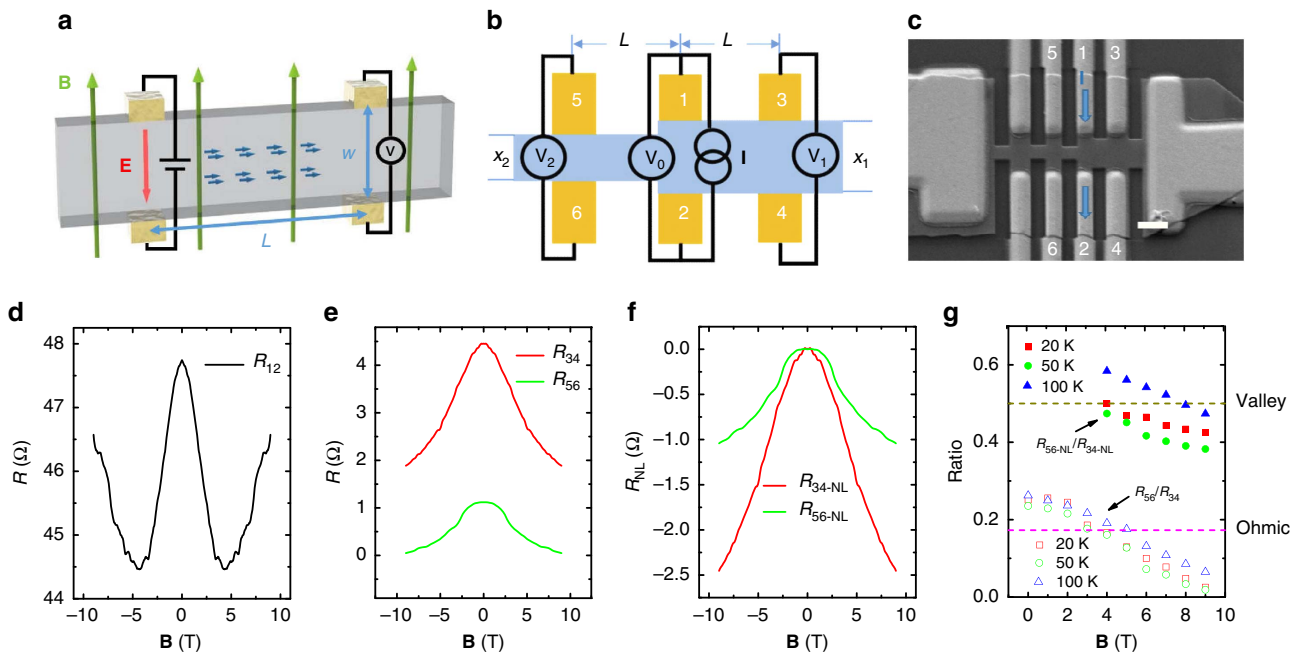 a
B
E
w
V
L
b
L
L
5
1
3
x₂
V₂
V₀
I
V₁
x₁
6
2
4
c
5
1
3
I
6
2
4
d
48
47
46
45
44
R (Ω)
R₁₂
−10
−5
0
5
10
B (T)
e
4
3
2
1
0
R (Ω)
R₃₄
R₅₆
−10
−5
0
5
10
B (T)
f
0.0
−0.5
−1.0
−1.5
−2.0
−2.5
R_NL (Ω)
R₃₄₋NL
R₅₆₋NL
−10
−5
0
5
10
B (T)
g
0.6
0.4
0.2
0.0
Ratio
20 K
50 K
100 K
Valley
R₅₆₋NL/R₃₄₋NL
R₅₆/R₃₄
Ohmic
20 K
50 K
100 K
0
2
4
6
8
10
B (T)